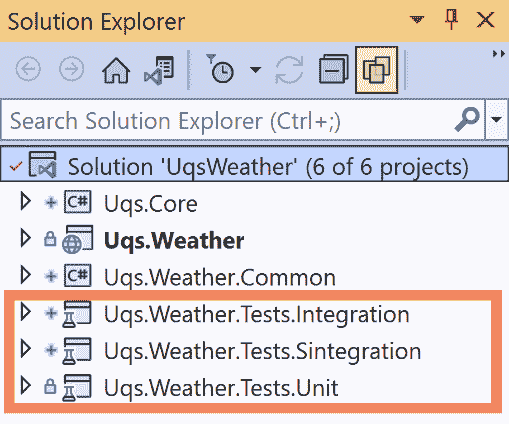 Solution Explorer
Search Solution Explorer (Ctrl+;)
Solution 'UqsWeather' (6 of 6 projects)
C# Uqs.Core
Uqs.Weather
C# Uqs.Weather.Common
Uqs.Weather.Tests.Integration
Uqs.Weather.Tests.Sintegration
Uqs.Weather.Tests.Unit